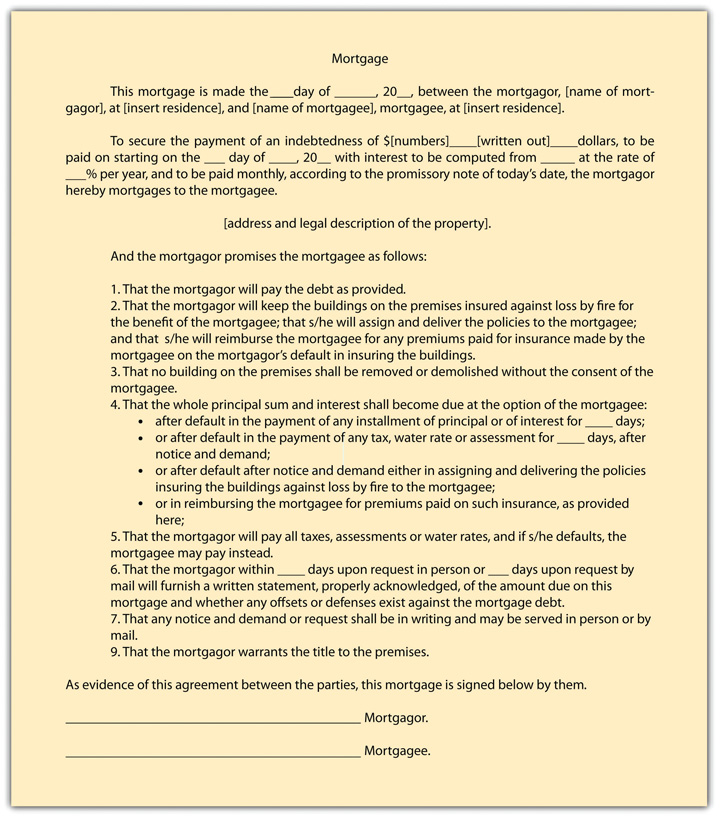 Mortgage
This mortgage is made the___day of ______, 20__, between the mortgagor, [name of mort-
gagor], at [insert residence], and [name of mortgagee], mortgagee, at [insert residence].
To secure the payment of an indebtedness of $[numbers]____[written out]____dollars, to be
paid on starting on the ___ day of ____, 20__ with interest to be computed from _____ at the rate of
___% per year, and to be paid monthly, according to the promissory note of today's date, the mortgagor
hereby mortgages to the mortgagee.
[address and legal description of the property].
And the mortgagor promises the mortgagee as follows:
1. That the mortgagor will pay the debt as provided.
2. That the mortgagor will keep the buildings on the premises insured against loss by fire for
the benefit of the mortgagee; that s/he will assign and deliver the policies to the mortgagee;
and that s/he will reimburse the mortgagee for any premiums paid for insurance made by the
mortgagee on the mortgagor's default in insuring the buildings.
3. That no building on the premises shall be removed or demolished without the consent of the
mortgagee.
4. That the whole principal sum and interest shall become due at the option of the mortgagee:
• after default in the payment of any installment of principal or of interest for ____ days;
• or after default in the payment of any tax, water rate or assessment for ____ days, after
notice and demand;
• or after default after notice and demand either in assigning and delivering the policies
insuring the buildings against loss by fire to the mortgagee;
• or in reimbursing the mortgagee for premiums paid on such insurance, as provided
here;
5. That the mortgagor will pay all taxes, assessments or water rates, and if s/he defaults, the
mortgagee may pay instead.
6. That the mortgagor within ____ days upon request in person or ___ days upon request by
mail will furnish a written statement, properly acknowledged, of the amount due on this
mortgage and whether any offsets or defenses exist against the mortgage debt.
7. That any notice and demand or request shall be in writing and may be served in person or by
mail.
9. That the mortgagor warrants the title to the premises.
As evidence of this agreement between the parties, this mortgage is signed below by them.
___________________________________________ Mortgagor.
___________________________________________ Mortgagee.